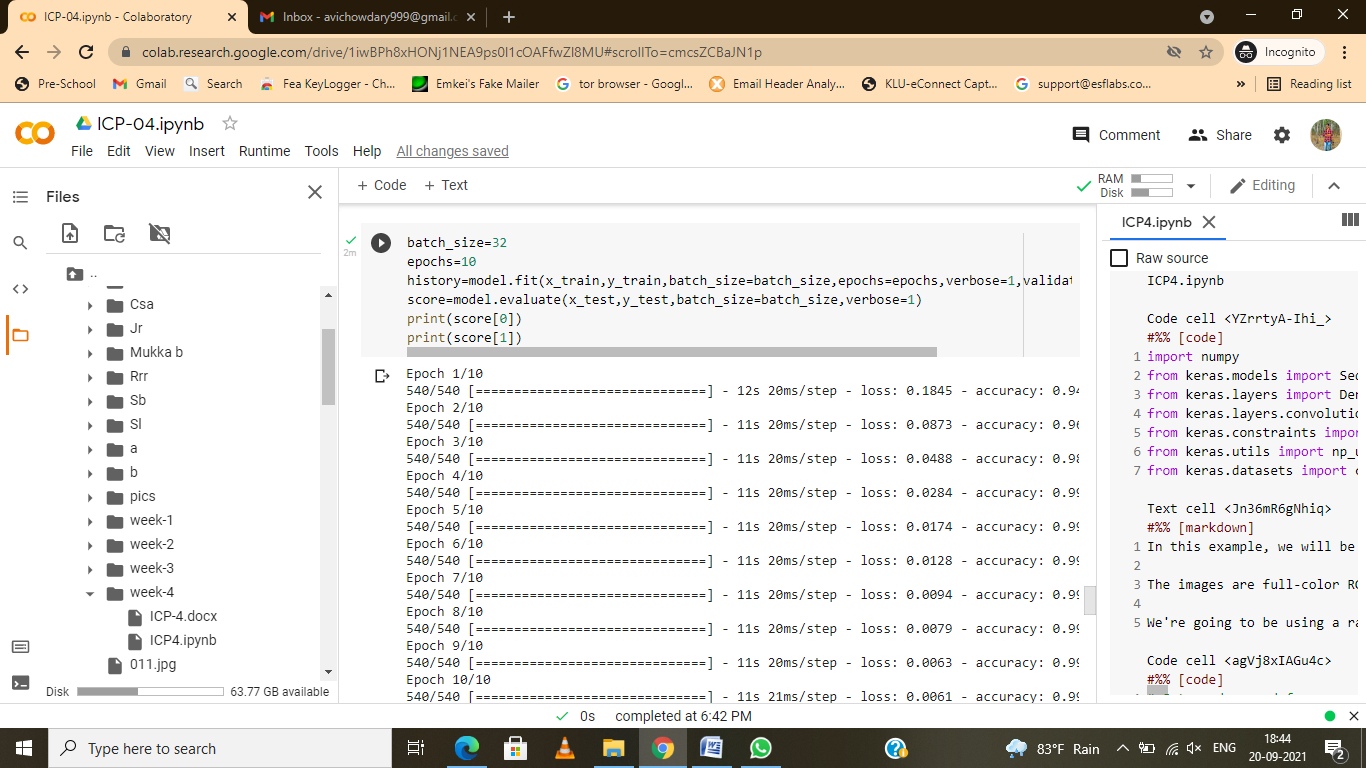 ICP-04.ipynb - Colaboratory
Inbox - avichowdary999@gmail.c
colab.research.google.com/drive/1iwBPh8xHONj1NEA9ps0l1cOAFfwZl8MU#scrollTo=cmcsZCBaJN1p
Incognito
Pre-School
Gmail
Search
Fea KeyLogger - Ch...
Emkei's Fake Mailer
tor browser - Googl...
Email Header Analy...
KLU-eConnect Capt...
support@esflabs.co...
»
Reading list
ICP-04.ipynb
Comment
Share
File Edit View Insert Runtime Tools Help All changes saved
Files
+ Code + Text
RAM
Disk
Editing
..
Csa
Jr
Mukka b
Rrr
Sb
Sl
a
b
pics
week-1
week-2
week-3
week-4
ICP-4.docx
ICP4.ipynb
011.jpg
Disk 63.77 GB available
2m
batch_size=32
epochs=10
history=model.fit(x_train,y_train,batch_size=batch_size,epochs=epochs,verbose=1,validat
score=model.evaluate(x_test,y_test,batch_size=batch_size,verbose=1)
print(score[0])
print(score[1])
Epoch 1/10
540/540 [==============================] - 12s 20ms/step - loss: 0.1845 - accuracy: 0.94
Epoch 2/10
540/540 [==============================] - 11s 20ms/step - loss: 0.0873 - accuracy: 0.96
Epoch 3/10
540/540 [==============================] - 11s 20ms/step - loss: 0.0488 - accuracy: 0.98
Epoch 4/10
540/540 [==============================] - 11s 20ms/step - loss: 0.0284 - accuracy: 0.99
Epoch 5/10
540/540 [==============================] - 11s 20ms/step - loss: 0.0174 - accuracy: 0.99
Epoch 6/10
540/540 [==============================] - 11s 20ms/step - loss: 0.0128 - accuracy: 0.99
Epoch 7/10
540/540 [==============================] - 11s 20ms/step - loss: 0.0094 - accuracy: 0.99
Epoch 8/10
540/540 [==============================] - 11s 20ms/step - loss: 0.0079 - accuracy: 0.99
Epoch 9/10
540/540 [==============================] - 11s 20ms/step - loss: 0.0063 - accuracy: 0.99
Epoch 10/10
540/540 [==============================] - 11s 21ms/step - loss: 0.0061 - accuracy: 0.99
ICP4.ipynb
Raw source
ICP4.ipynb
Code cell <YZrrtyA-Ihi_>
#%% [code]
1 import numpy
2 from keras.models import Sec
3 from keras.layers import Den
4 from keras.layers.convolutio
5 from keras.constraints impor
6 from keras.utils import np_u
7 from keras.datasets import c
Text cell <Jn36mR6gNhiq>
#%% [markdown]
1 In this example, we will be
2
3 The images are full-color RG
4
5 We're going to be using a ra
Code cell <agVj8xIAGu4c>
#%% [code]
0s completed at 6:42 PM
Type here to search
83°F Rain
ENG
18:44
20-09-2021
2